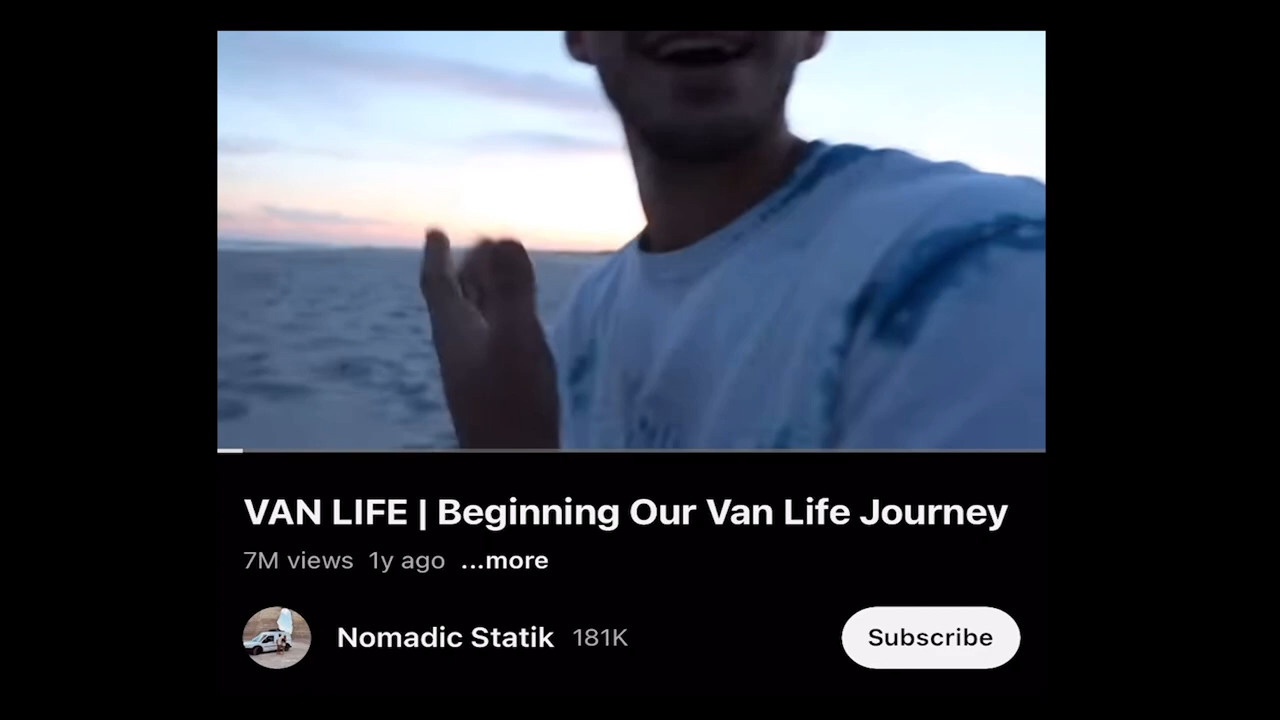 VAN LIFE | Beginning Our Van Life Journey
7M views 1y ago ...more
Nomadic Statik 181K Subscribe